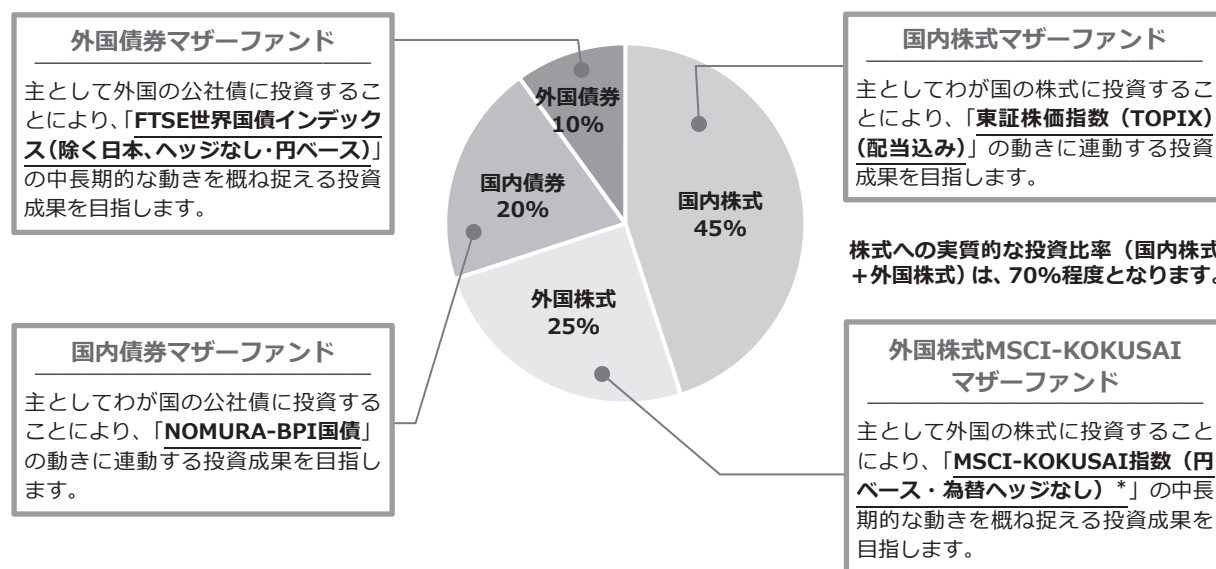 外国債券マザーファンド
主として外国の公社債に投資するこ
とにより、「FTSE世界国債インデック
ス(除く日本、ヘッジなし・円ベース)」
の中長期的な動きを概ね捉える投資
成果を目指します。
国内債券マザーファンド
主としてわが国の公社債に投資する
ことにより、「NOMURA-BPI国債」
の動きに連動する投資成果を目指し
ます。
外国債券
10%
国内債券
20%
外国株式
25%
国内株式
45%
国内株式マザーファンド
主としてわが国の株式に投資するこ
とにより、「東証株価指数（TOPIX）
(配当込み)」の動きに連動する投資
成果を目指します。
株式への実質的な投資比率（国内株式
＋外国株式）は、70%程度となります。
外国株式MSCI-KOKUSAI
マザーファンド
主として外国の株式に投資すること
により、「MSCI-KOKUSAI指数（円
ベース・為替ヘッジなし）*」の中長
期的な動きを概ね捉える投資成果を
目指します。